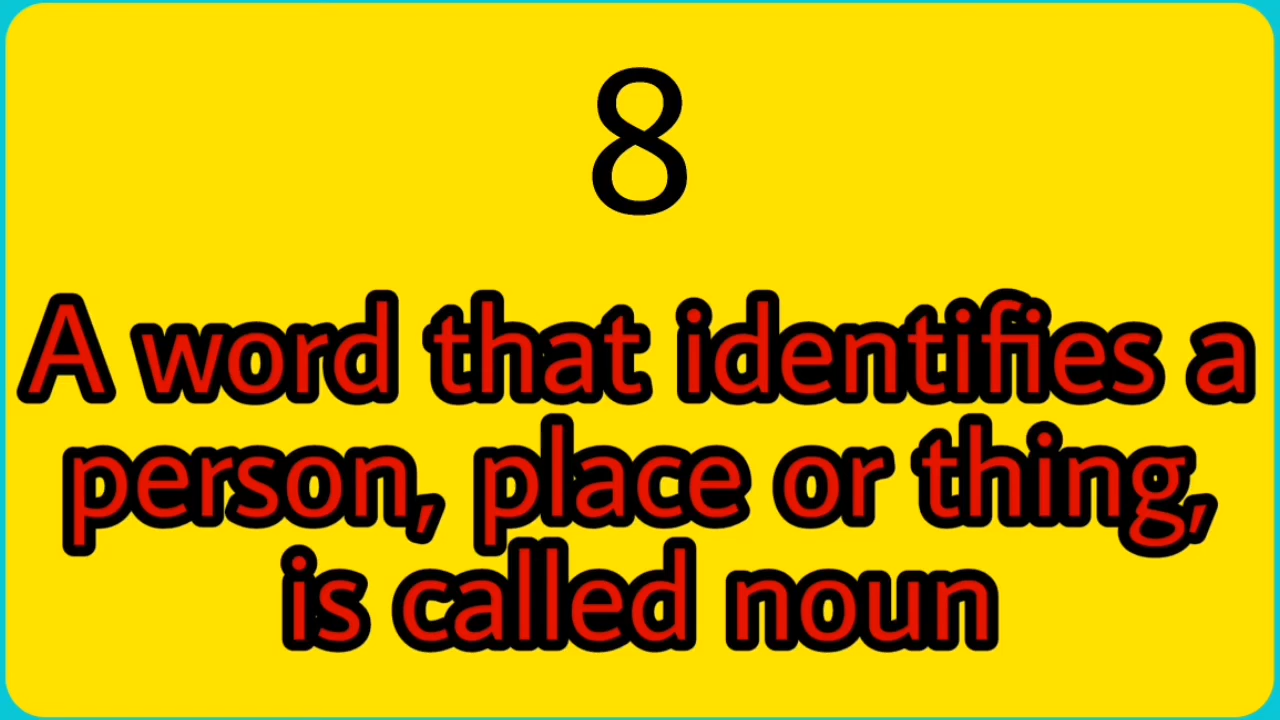 8
A word that identifies a
person, place or thing,
is called noun